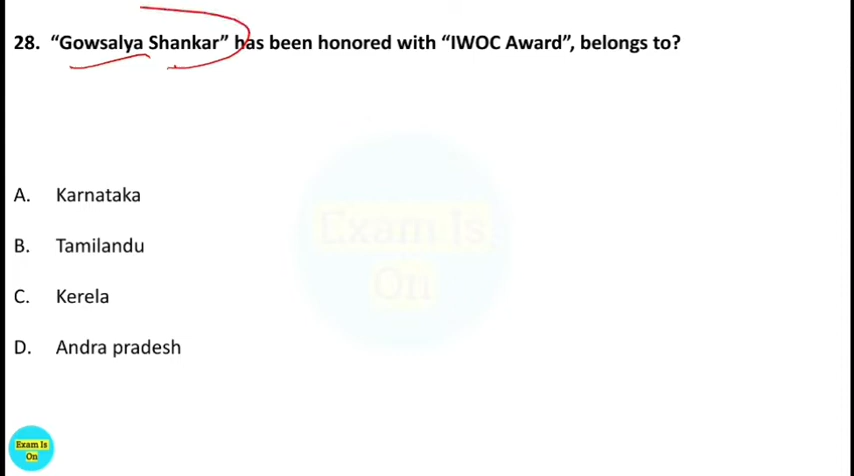 28. “Gowsalya Shankar” has been honored with “IWOC Award”, belongs to?
A. Karnataka
Exam Is
On
B. Tamilandu
C. Kerela
D. Andra pradesh
Exam Is
On